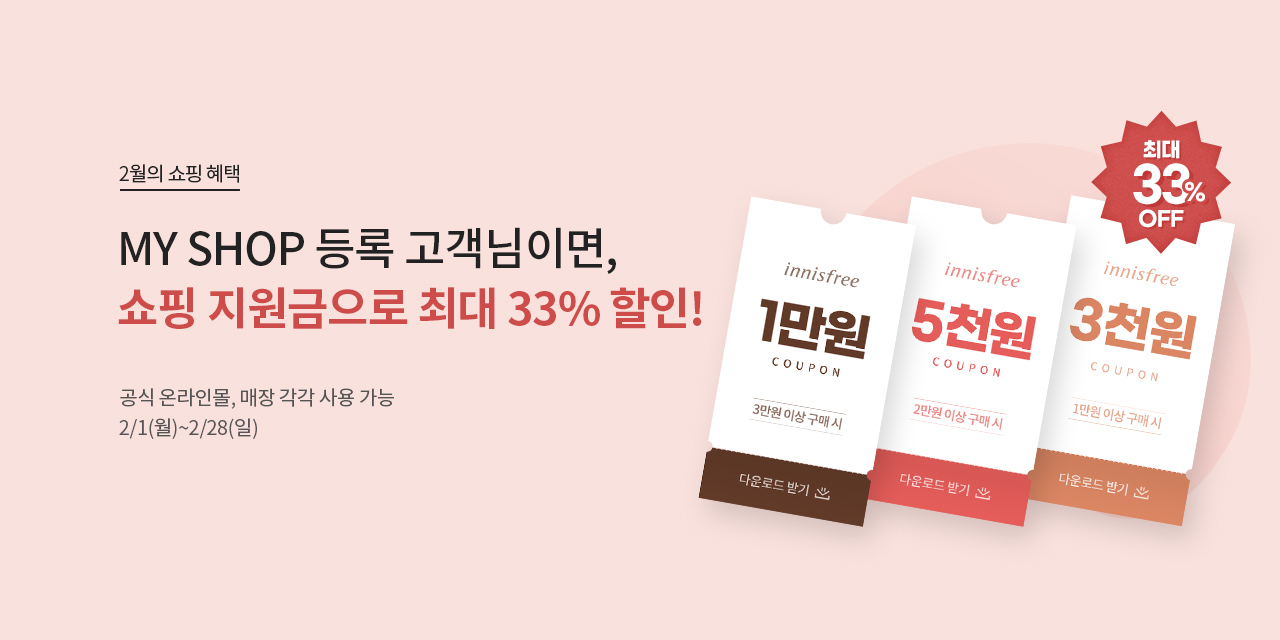 2월의 쇼핑 혜택
MY SHOP 등록 고객님이면,
쇼핑 지원금으로 최대 33% 할인!
공식 온라인몰, 매장 각각 사용 가능
2/1(월)~2/28(일)
innisfree
1만원
COUPON
3만원 이상 구매 시
다운로드 받기
innisfree
5천원
COUPON
2만원 이상 구매 시
다운로드 받기
innisfree
3천원
COUPON
1만원 이상 구매 시
다운로드 받기
최대
33%
OFF